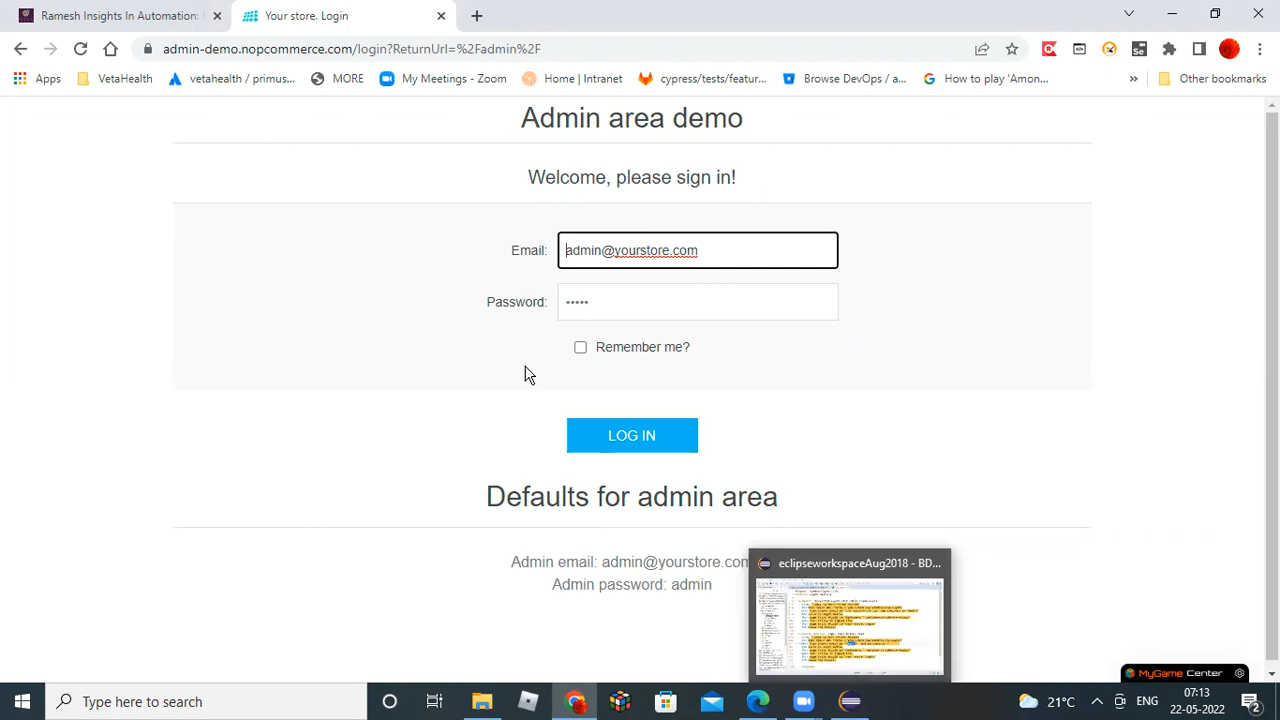 Ramesh Insights In Automation:
Your store. Login
admin-demo.nopcommerce.com/login?ReturnUrl=%2Fadmin%2F
Apps
VetaHealth
vetahealth / primus...
MORE
My Meetings - Zoom
Home | Intranet
cypress/test/featur...
Browse DevOps / a...
How to play 'Amon...
»
Other bookmarks
Admin area demo
Welcome, please sign in!
Email: admin@yourstore.com
Password: •••••
Remember me?
LOG IN
Defaults for admin area
Admin email: admin@yourstore.com
Admin password: admin
eclipseworkspaceAug2018 - BD...
MyGame Center
Type here to search
21°C
ENG
07:13
22-05-2022
2